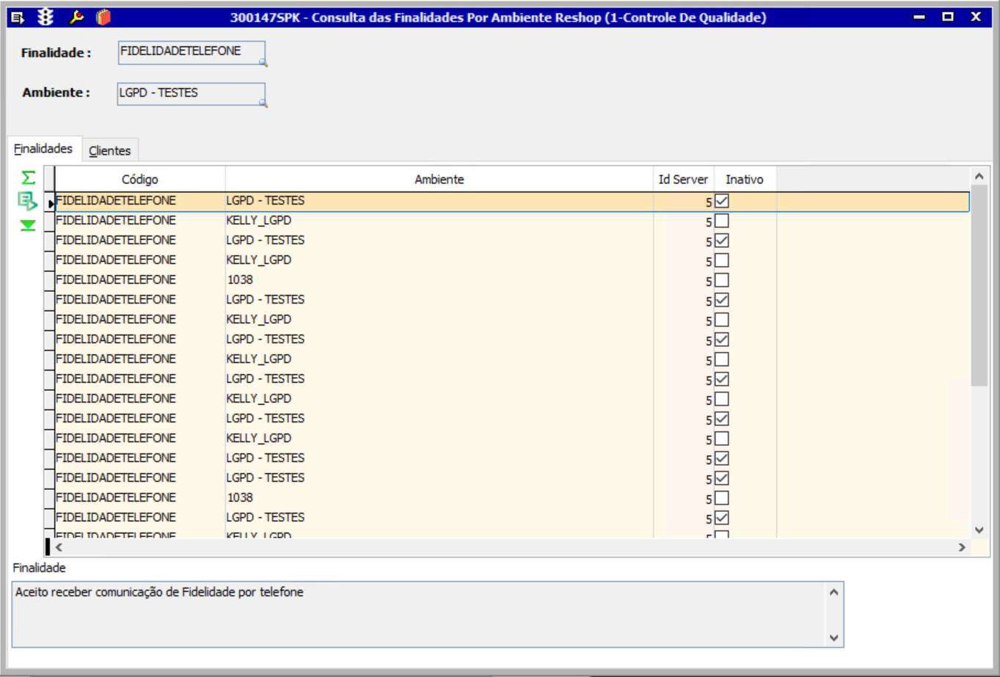 300147SPK - Consulta das Finalidades Por Ambiente Reshop (1-Controle De Qualidade)
Finalidade : FIDELIDADETELEFONE
Ambiente : LGPD - TESTES
Finalidades Clientes
Código Ambiente Id Server Inativo
FIDELIDADETELEFONE LGPD - TESTES 5
FIDELIDADETELEFONE KELLY_LGPD 5
FIDELIDADETELEFONE LGPD - TESTES 5
FIDELIDADETELEFONE KELLY_LGPD 5
FIDELIDADETELEFONE 1038 5
FIDELIDADETELEFONE LGPD - TESTES 5
FIDELIDADETELEFONE KELLY_LGPD 5
FIDELIDADETELEFONE LGPD - TESTES 5
FIDELIDADETELEFONE KELLY_LGPD 5
FIDELIDADETELEFONE LGPD - TESTES 5
FIDELIDADETELEFONE KELLY_LGPD 5
FIDELIDADETELEFONE LGPD - TESTES 5
FIDELIDADETELEFONE KELLY_LGPD 5
FIDELIDADETELEFONE LGPD - TESTES 5
FIDELIDADETELEFONE LGPD - TESTES 5
FIDELIDADETELEFONE 1038 5
FIDELIDADETELEFONE LGPD - TESTES 5
FIDELIDADETELEFONE KELLY_LGPD 5
Finalidade
Aceito receber comunicação de Fidelidade por telefone